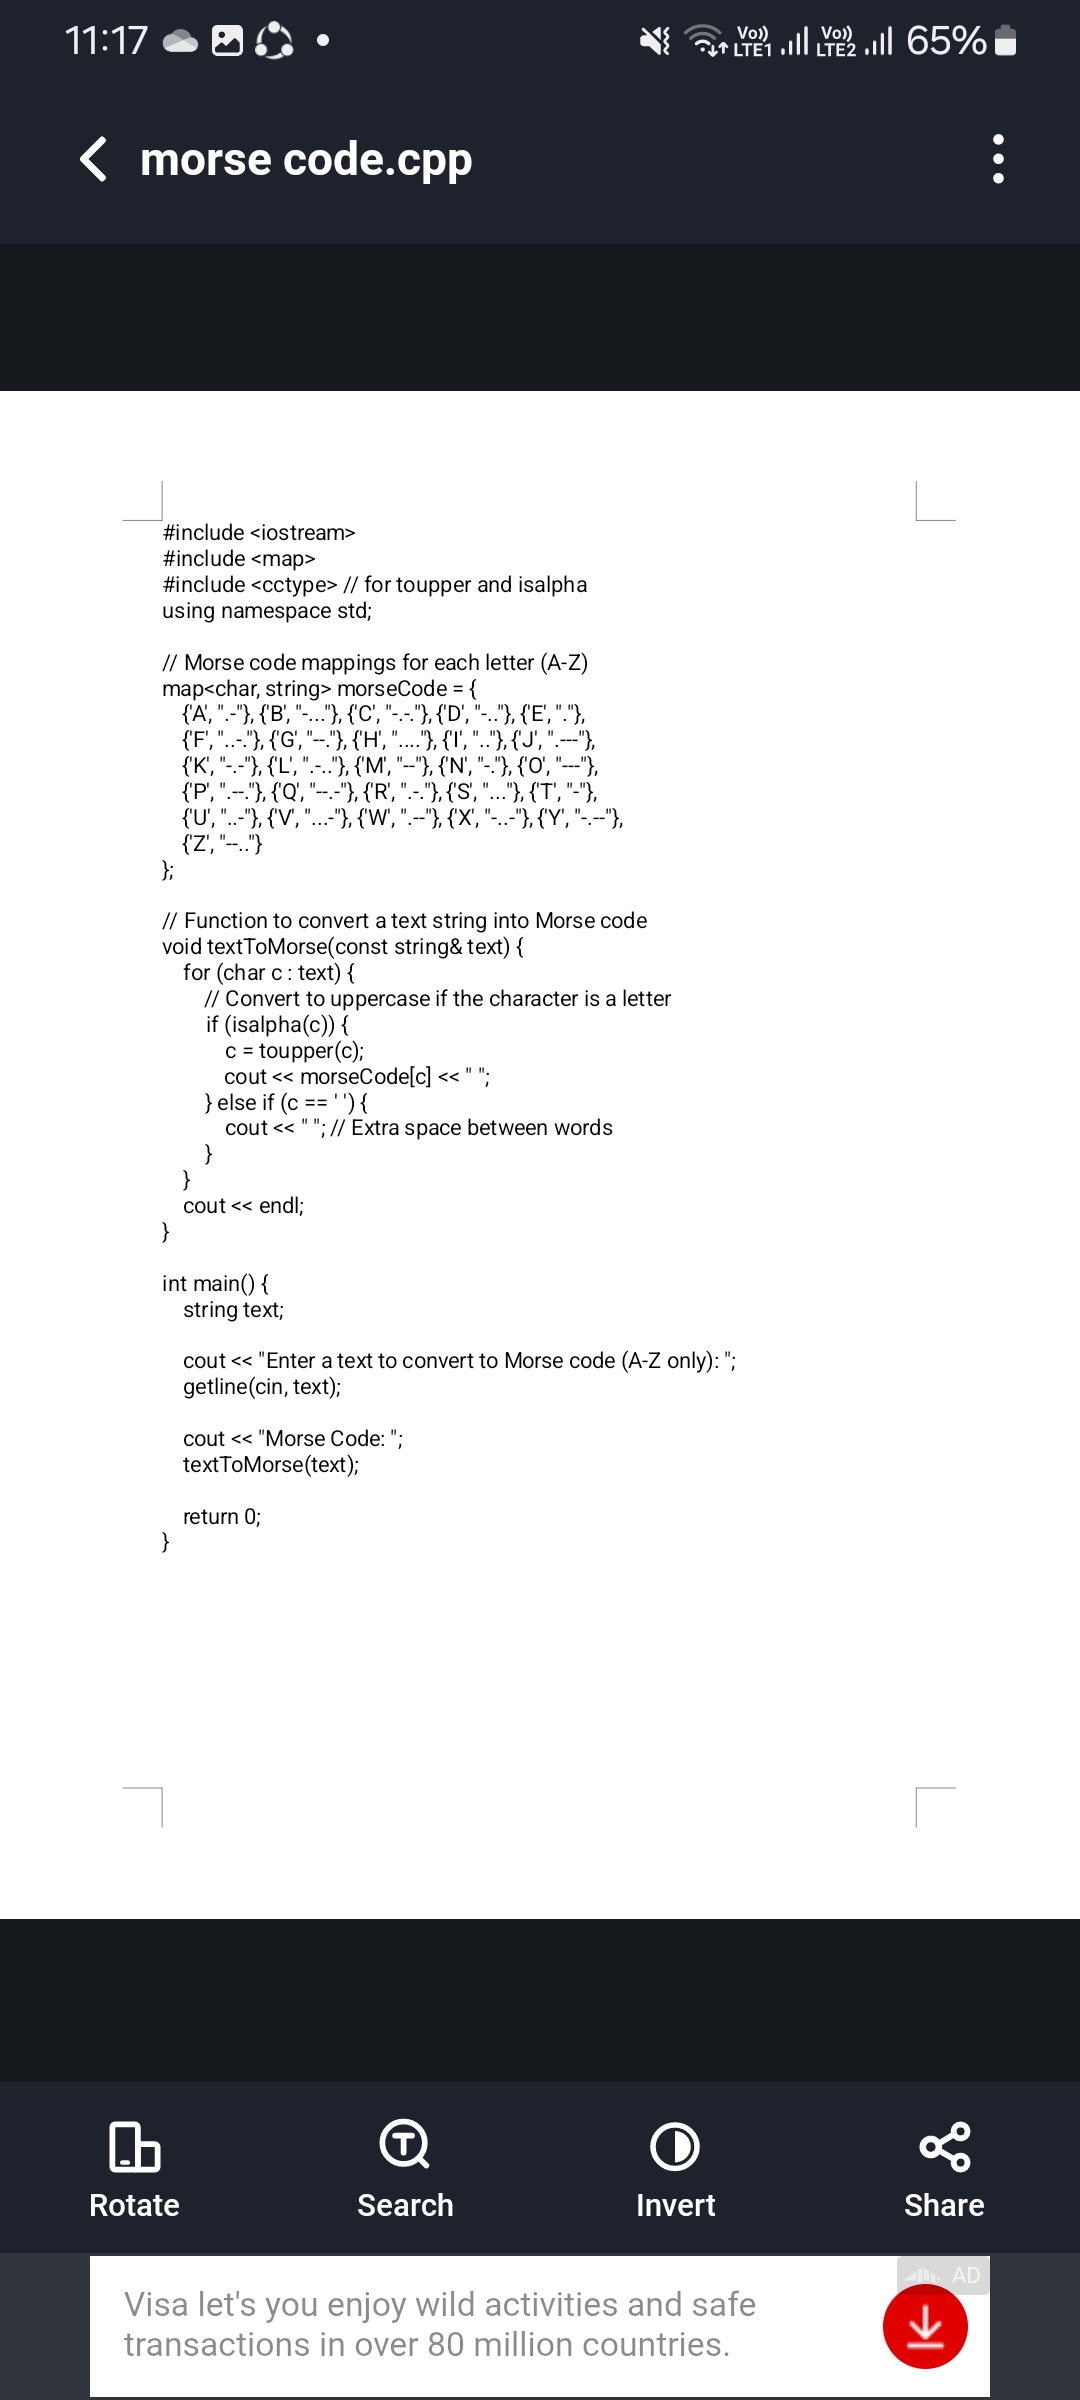 11:17
Vo)) LTE1 Vo)) LTE2 65%
morse code.cpp
#include <iostream>
#include <map>
#include <cctype> // for toupper and isalpha
using namespace std;
// Morse code mappings for each letter (A-Z)
map<char, string> morseCode = {
{'A', ".-"}, {'B', "-..."}, {'C', "-.-."}, {'D', "-.."}, {'E', "."},
{'F', "..-."}, {'G', "--."}, {'H', "...."}, {'I', ".."}, {'J', ".---"},
{'K', "-.-"}, {'L', ".-.."}, {'M', "--"}, {'N', "-."}, {'O', "---"},
{'P', ".--."}, {'Q', "--.-"}, {'R', ".-."}, {'S', "..."}, {'T', "-"},
{'U', "..-"}, {'V', "...-"}, {'W', ".--"}, {'X', "-..-"}, {'Y', "-.--"},
{'Z', "--.."}
};
// Function to convert a text string into Morse code
void textToMorse(const string& text) {
for (char c : text) {
// Convert to uppercase if the character is a letter
if (isalpha(c)) {
c = toupper(c);
cout << morseCode[c] << " ";
} else if (c == ' ') {
cout << " "; // Extra space between words
}
}
cout << endl;
}
int main() {
string text;
cout << "Enter a text to convert to Morse code (A-Z only): ";
getline(cin, text);
cout << "Morse Code: ";
textToMorse(text);
return 0;
}
Rotate
Search
Invert
Share
AD
Visa let's you enjoy wild activities and safe
transactions in over 80 million countries.